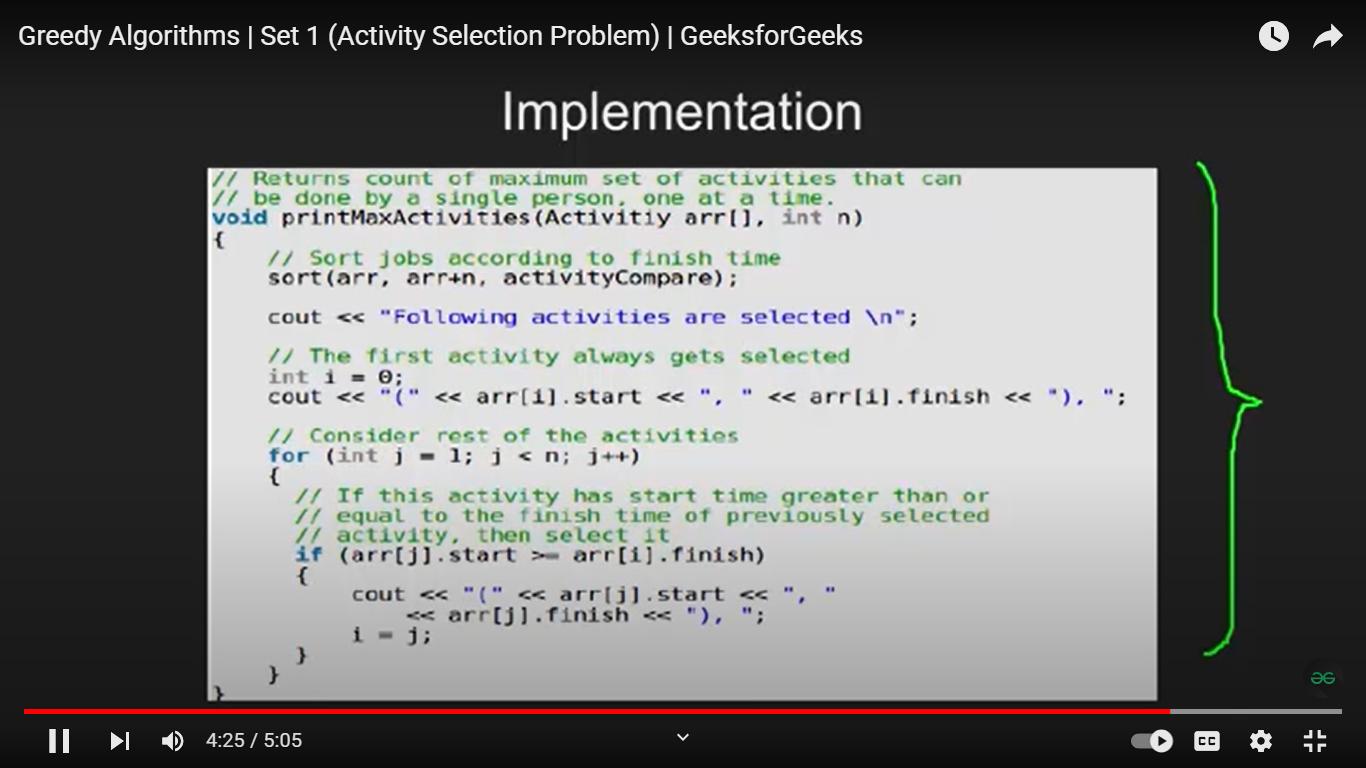 Greedy Algorithms | Set 1 (Activity Selection Problem) | GeeksforGeeks
Implementation
// Returns count of maximum set of activities that can
// be done by a single person, one at a time.
void printMaxActivities(Activitiy arr[], int n)
{
// Sort jobs according to finish time
sort(arr, arr+n, activityCompare);
cout << "Following activities are selected \n";
// The first activity always gets selected
int i = 0;
cout << "(" << arr[i].start << ", " << arr[i].finish << "), ";
// Consider rest of the activities
for (int j = 1; j < n; j++)
{
// If this activity has start time greater than or
// equal to the finish time of previously selected
// activity, then select it
if (arr[j].start >= arr[i].finish)
{
cout << "(" << arr[j].start << ", "
<< arr[j].finish << "), ";
i = j;
}
}
}
4:25 / 5:05
CC